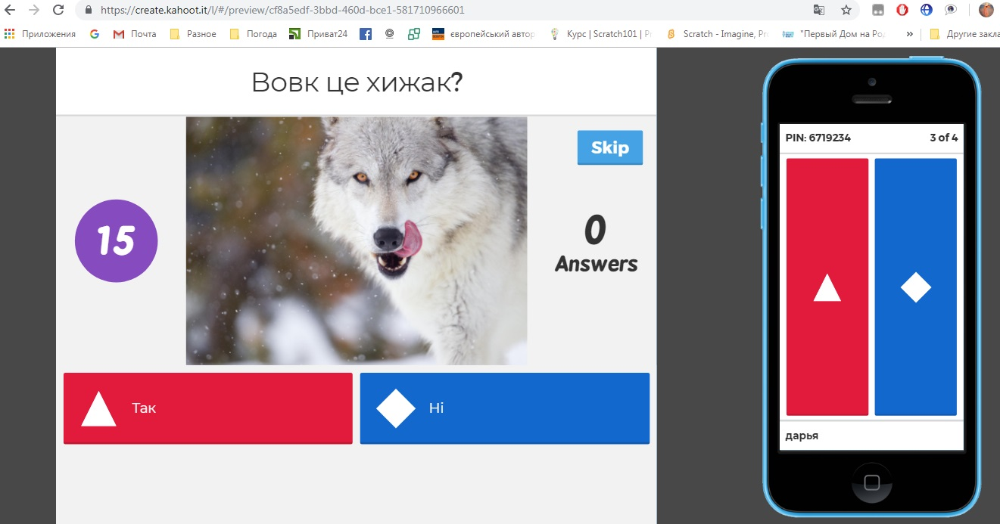 https://create.kahoot.it/l/#/preview/cf8a5edf-3bbd-460d-bce1-581710966601
Приложения
Почта
Разное
Погода
Приват24
європейський автор
Курс | Scratch101 |
Scratch - Imagine, Pr
"Первый Дом на Ро
»
Другие закла
Вовк це хижак?
Skip
15
0
Answers
Так
Ні
PIN: 6719234
3 of 4
дарья